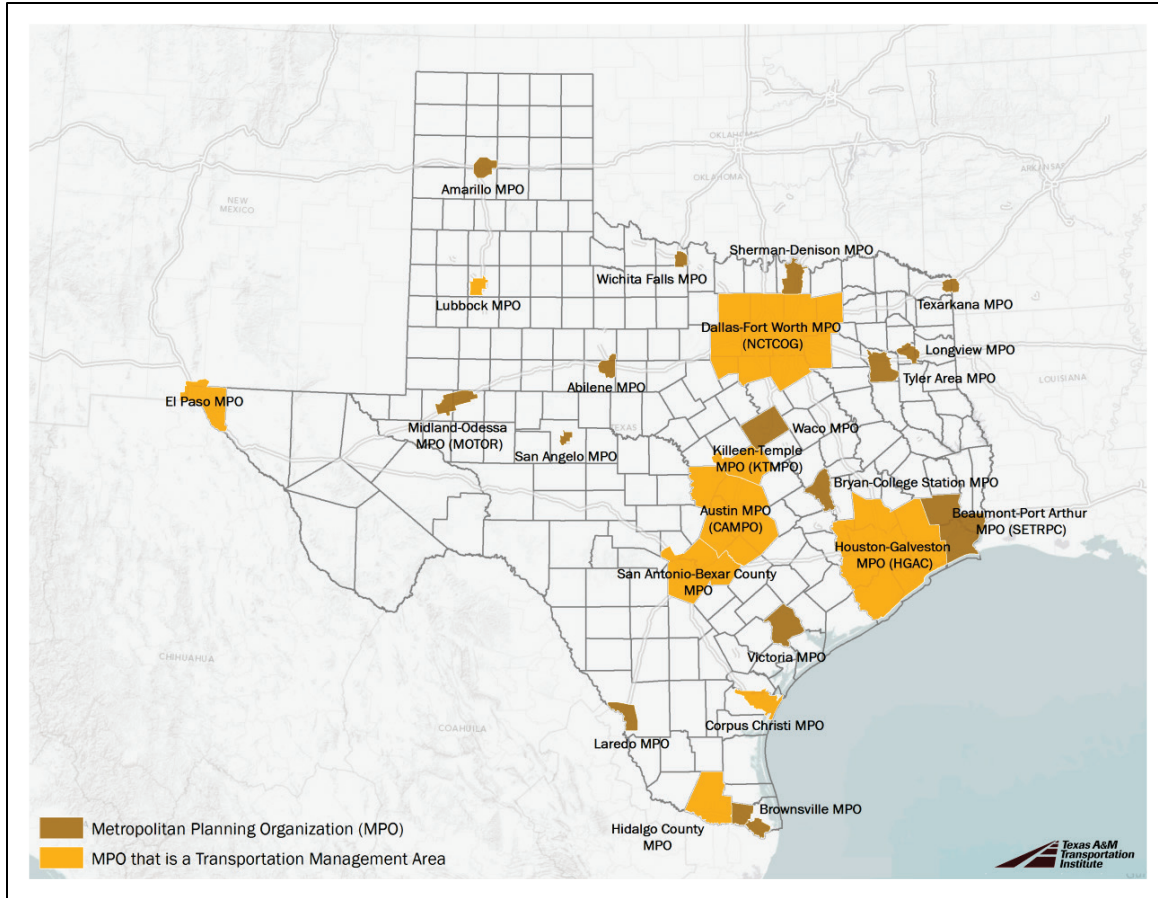 OKLAHOMA
OKLAHOMA
ARKANSAS
NEW
MEXICO
Amarillo MPO
Sherman-Denison MPO
Wichita Falls MPO
Lubbock MPO
Texarkana MPO
Dallas-Fort Worth MPO
(NCTCOG)
Longview MPO
Tyler Area MPO
LOUISIANA
Abilene MPO
El Paso MPO
Midland-Odessa
MPO (MOTOR)
TEXAS
Waco MPO
San Angelo MPO
Killeen-Temple
MPO (KTMPO)
Bryan-College Station MPO
Austin MPO
(CAMPO)
Beaumont-Port Arthur
MPO (SETRPC)
Houston-Galveston
MPO (HGAC)
San Antonio-Bexar County
MPO
CHIHUAHUA
Victoria MPO
COAHUILA
Corpus Christi MPO
Laredo MPO
Brownsville MPO
Hidalgo County
MPO
Metropolitan Planning Organization (MPO)
MPO that is a Transportation Management Area
Texas A&M
Transportation
Institute